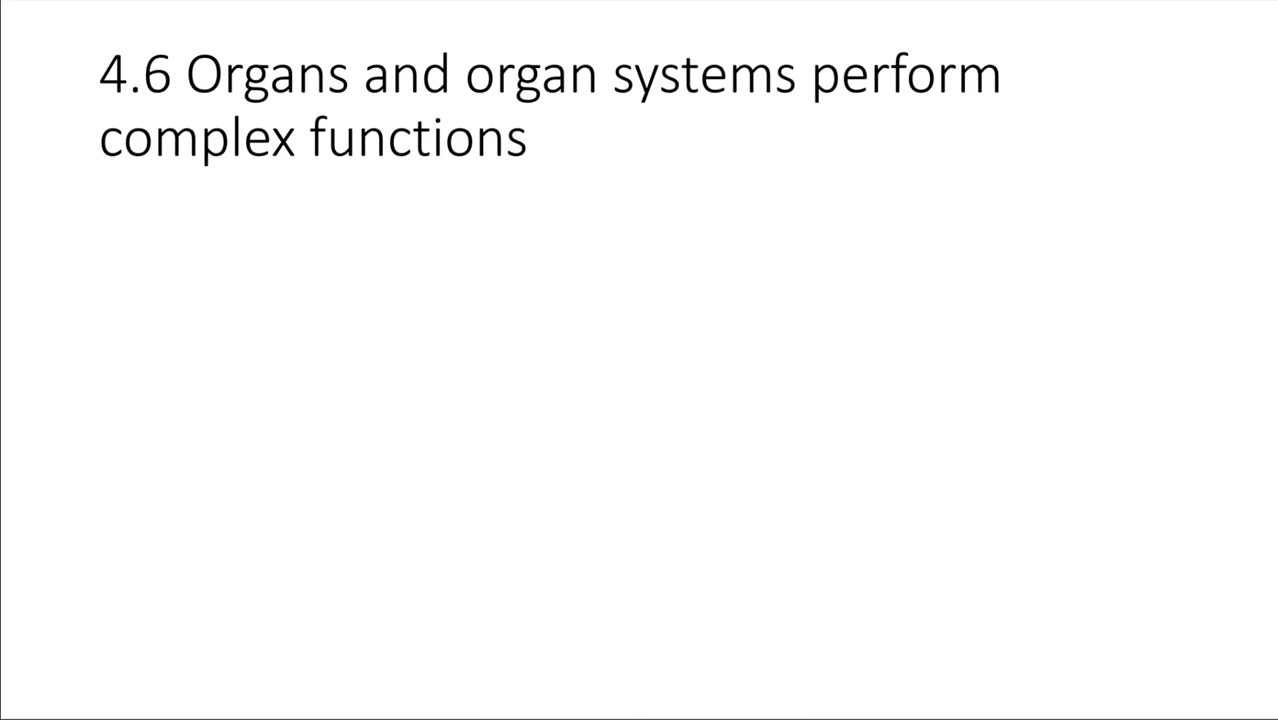 4.6 Organs and organ systems perform
complex functions